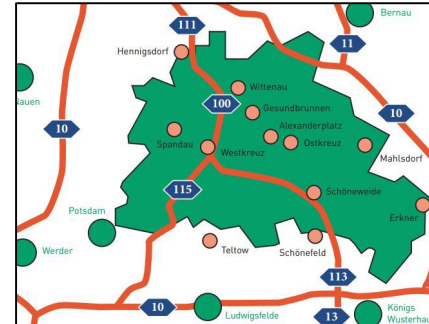 Bernau
111
11
Hennigsdorf
Wittenau
Nauen
100
Gesundbrunnen
10
10
Alexanderplatz
Spandau
Westkreuz
Ostkreuz
Mahlsdorf
115
Schöneweide
Erkner
Potsdam
Werder
Teltow
Schönefeld
113
10
Ludwigsfelde
13
Königs
Wusterhau